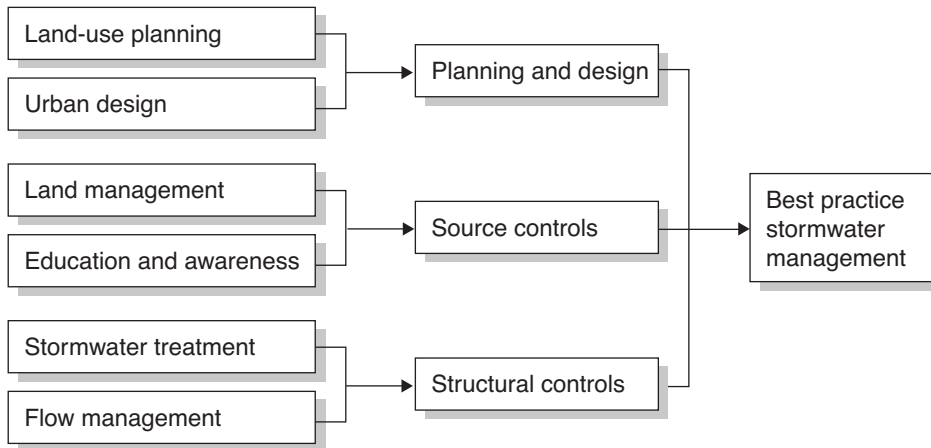 Land-use planning
Urban design
Planning and design
Land management
Education and awareness
Source controls
Stormwater treatment
Flow management
Structural controls
Best practice
stormwater
management